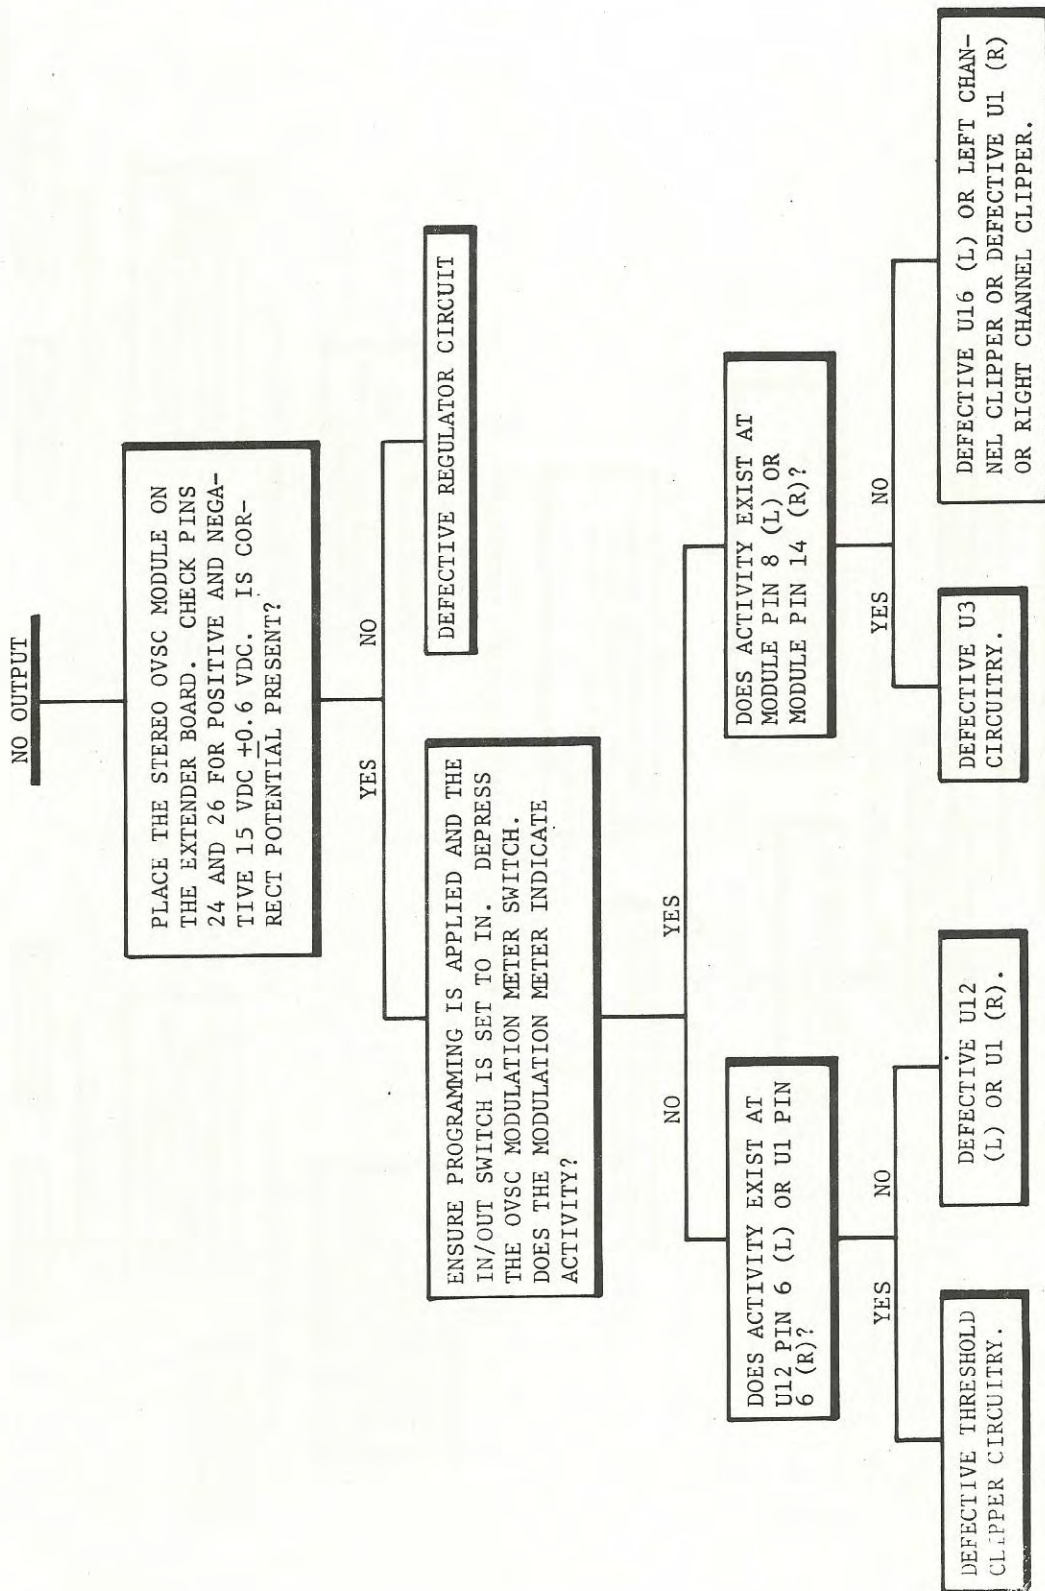 NO OUTPUT
PLACE THE STEREO OVSC MODULE ON
THE EXTENDER BOARD. CHECK PINS
24 AND 26 FOR POSITIVE AND NEGA-
TIVE 15 VDC ±0.6 VDC. IS COR-
RECT POTENTIAL PRESENT?
YES
NO
ENSURE PROGRAMMING IS APPLIED AND THE
IN/OUT SWITCH IS SET TO IN. DEPRESS
THE OVSC MODULATION METER SWITCH.
DOES THE MODULATION METER INDICATE
ACTIVITY?
DEFECTIVE REGULATOR CIRCUIT
NO
YES
DOES ACTIVITY EXIST AT
U12 PIN 6 (L) OR U1 PIN
6 (R)?
DOES ACTIVITY EXIST AT
MODULE PIN 8 (L) OR
MODULE PIN 14 (R)?
YES
NO
YES
NO
DEFECTIVE THRESHOLD
CLIPPER CIRCUITRY.
DEFECTIVE U12
(L) OR U1 (R).
DEFECTIVE U3
CIRCUITRY.
DEFECTIVE U16 (L) OR LEFT CHAN-
NEL CLIPPER OR DEFECTIVE U1 (R)
OR RIGHT CHANNEL CLIPPER.